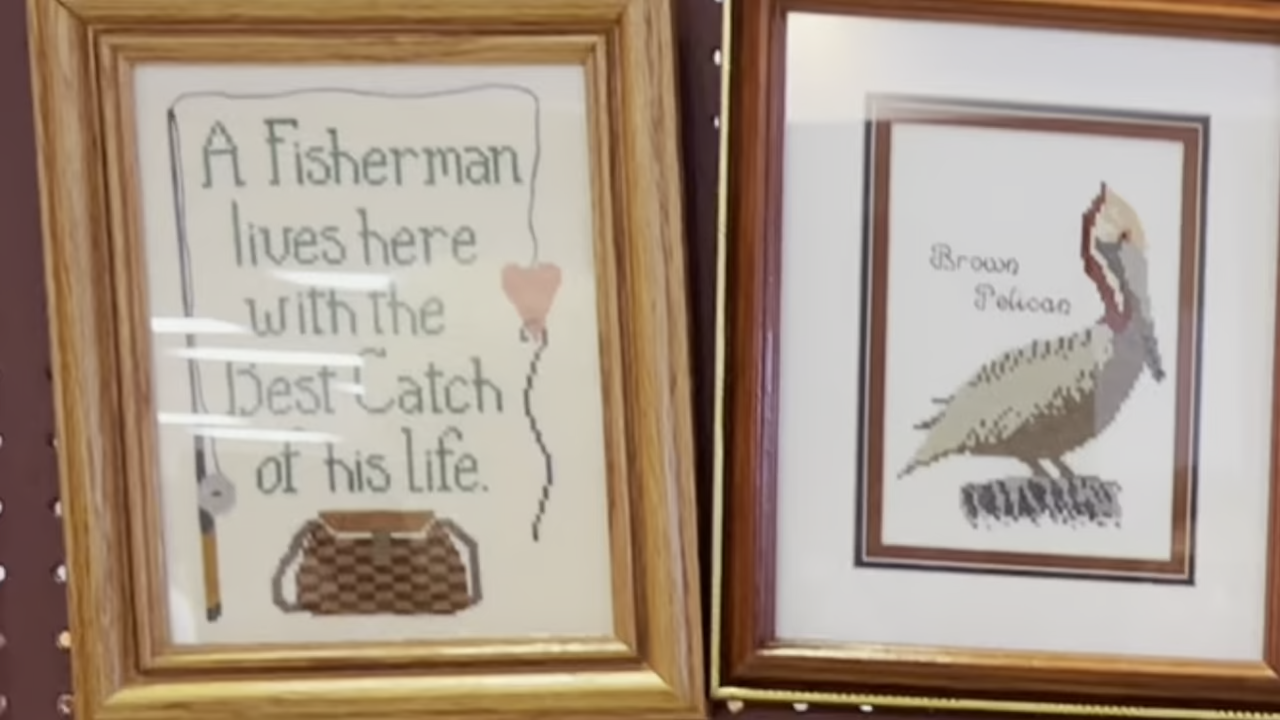 A Fisherman
lives here
with the
Best Catch
of his life.
Brown
Pelican